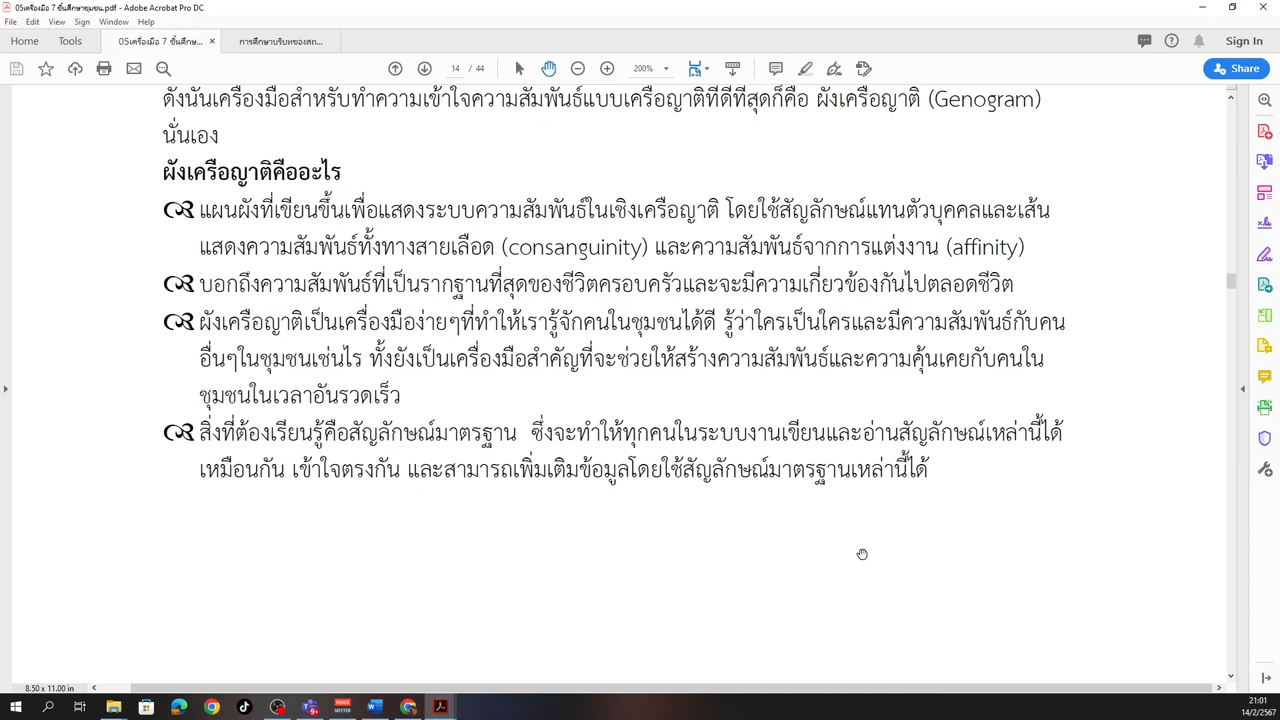 05เครื่องมือ 7 ชิ้นศึกษาชุมชน.pdf - Adobe Acrobat Pro DC
File Edit View Sign Window Help
Home Tools 05เครื่องมือ 7 ชิ้นศึกษ... × การศึกษาบริบทของสภ... Sign In
14 / 44 200% Share
ดังนั้นเครื่องมือสำหรับทำความเข้าใจความสัมพันธ์แบบเครือญาติที่ดีที่สุดก็คือ ผังเครือญาติ (Genogram)
นั่นเอง
ผังเครือญาติคืออะไร
แผนผังที่เขียนขึ้นเพื่อแสดงระบบความสัมพันธ์ในเชิงเครือญาติ โดยใช้สัญลักษณ์แทนตัวบุคคลและเส้น
แสดงความสัมพันธ์ทั้งทางสายเลือด (consanguinity) และความสัมพันธ์จากการแต่งงาน (affinity)
บอกถึงความสัมพันธ์ที่เป็นรากฐานที่สุดของชีวิตครอบครัวและจะมีความเกี่ยวข้องกันไปตลอดชีวิต
ผังเครือญาติเป็นเครื่องมือง่ายๆที่ทำให้เรารู้จักคนในชุมชนได้ดี รู้ว่าใครเป็นใครและมีความสัมพันธ์กับคน
อื่นๆในชุมชนเช่นไร ทั้งยังเป็นเครื่องมือสำคัญที่จะช่วยให้สร้างความสัมพันธ์และความคุ้นเคยกับคนใน
ชุมชนในเวลาอันรวดเร็ว
สิ่งที่ต้องเรียนรู้คือสัญลักษณ์มาตรฐาน ซึ่งจะทำให้ทุกคนในระบบงานเขียนและอ่านสัญลักษณ์เหล่านี้ได้
เหมือนกัน เข้าใจตรงกัน และสามารถเพิ่มเติมข้อมูลโดยใช้สัญลักษณ์มาตรฐานเหล่านี้ได้
8.50 x 11.00 in
21:01
14/2/2567